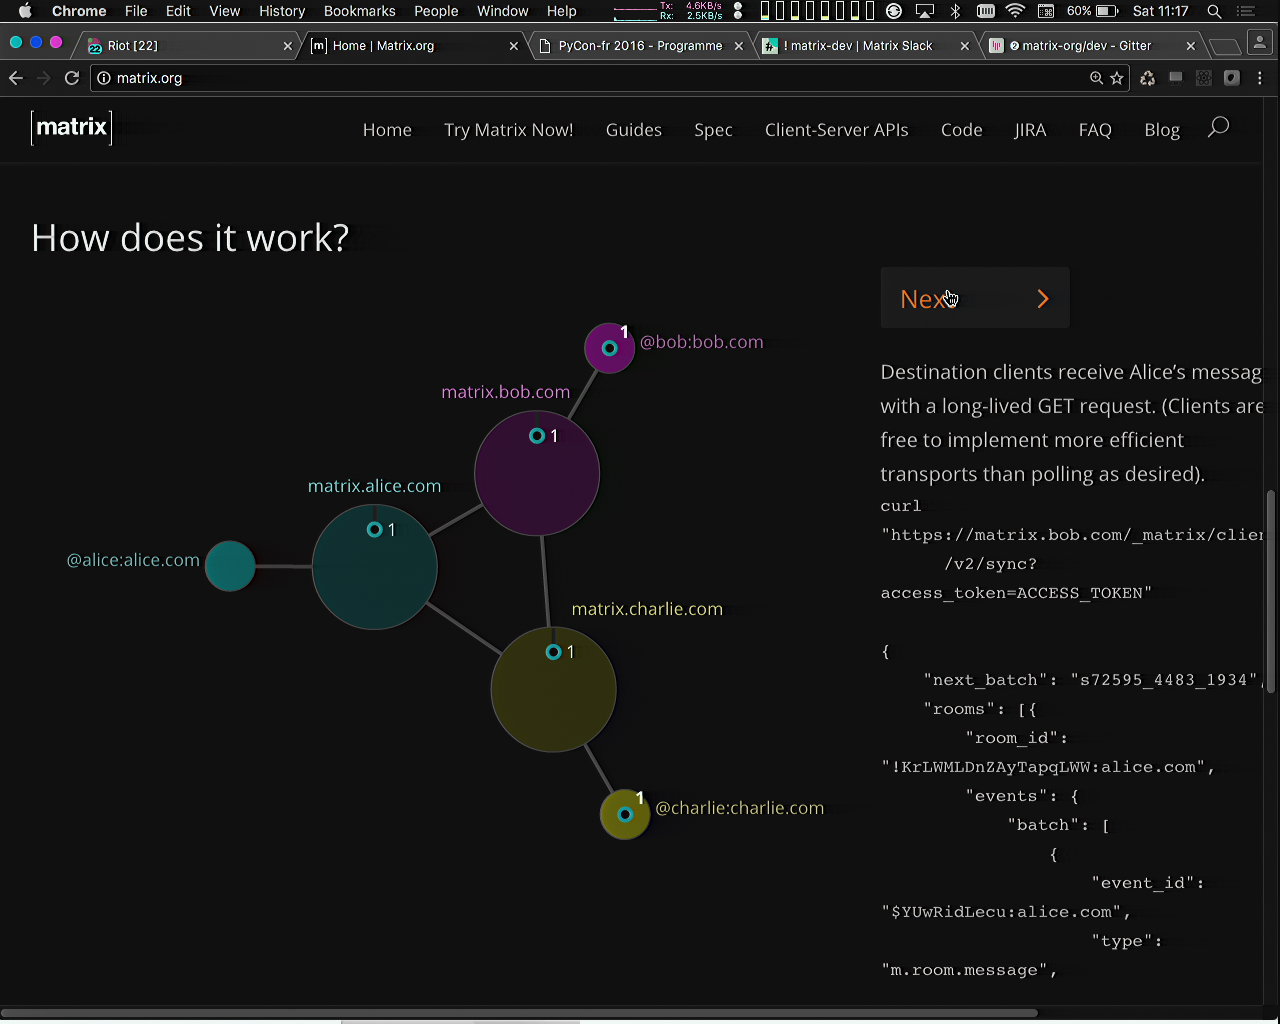 Chrome File Edit View History Bookmarks People Window Help Tx: 4.6KB/s Rx: 2.5KB/s 60% Sat 11:17
Riot [22] [m] Home | Matrix.org PyCon-fr 2016 - Programme ! matrix-dev | Matrix Slack matrix-org/dev - Gitter
matrix.org
[matrix] Home Try Matrix Now! Guides Spec Client-Server APIs Code JIRA FAQ Blog
How does it work?
Next
1
@bob:bob.com
matrix.bob.com
1
matrix.alice.com
1
@alice:alice.com
matrix.charlie.com
1
1
@charlie:charlie.com
Destination clients receive Alice’s messag
with a long-lived GET request. (Clients are
free to implement more efficient
transports than polling as desired).
curl
"https://matrix.bob.com/_matrix/clien
/v2/sync?
access_token=ACCESS_TOKEN"
{
"next_batch": "s72595_4483_1934",
"rooms": [{
"room_id":
"!KrLWMLDnZAyTapqLWW:alice.com",
"events": {
"batch": [
{
"event_id":
"$YUwRidLecu:alice.com",
"type":
"m.room.message",